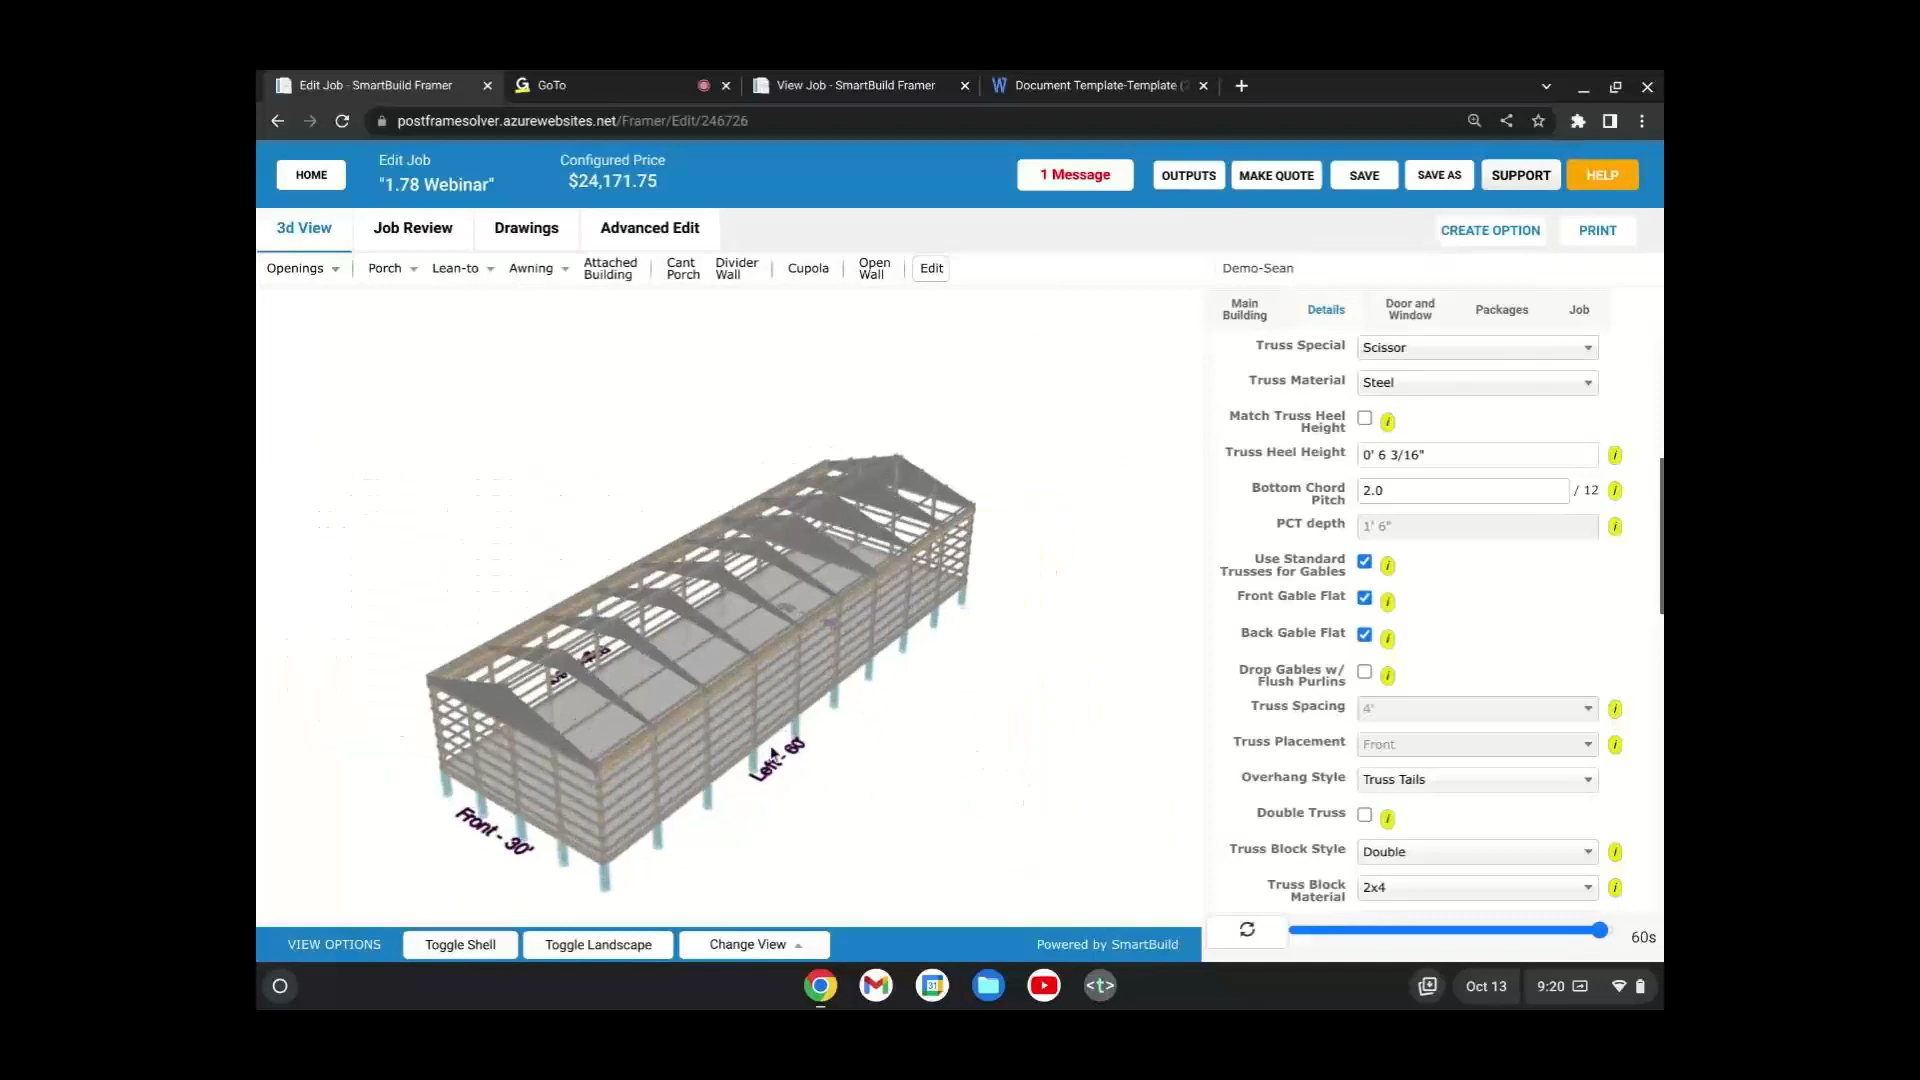 Edit Job - SmartBuild Framer
GoTo
View Job - SmartBuild Framer
Document Template-Template (
postframesolver.azurewebsites.net/Framer/Edit/246726
HOME
Edit Job
"1.78 Webinar"
Configured Price
$24,171.75
1 Message
OUTPUTS
MAKE QUOTE
SAVE
SAVE AS
SUPPORT
HELP
3d View
Job Review
Drawings
Advanced Edit
CREATE OPTION
PRINT
Openings
Porch
Lean-to
Awning
Attached
Building
Cant
Porch
Divider
Wall
Cupola
Open
Wall
Edit
Demo-Sean
Main
Building
Details
Door and
Window
Packages
Job
Truss Special
Scissor
Truss Material
Steel
Match Truss Heel
Height
i
Truss Heel Height
0' 6 3/16"
i
Bottom Chord
Pitch
2.0
/ 12
i
PCT depth
1' 6"
i
Use Standard
Trusses for Gables
i
Front Gable Flat
i
Back Gable Flat
i
Drop Gables w/
Flush Purlins
i
Truss Spacing
4'
i
Truss Placement
Front
i
Overhang Style
Truss Tails
Double Truss
i
Truss Block Style
Double
i
Truss Block
Material
2x4
i
Left - 60'
Front - 30'
60s
VIEW OPTIONS
Toggle Shell
Toggle Landscape
Change View
Powered by SmartBuild
31
<t>
Oct 13
9:20